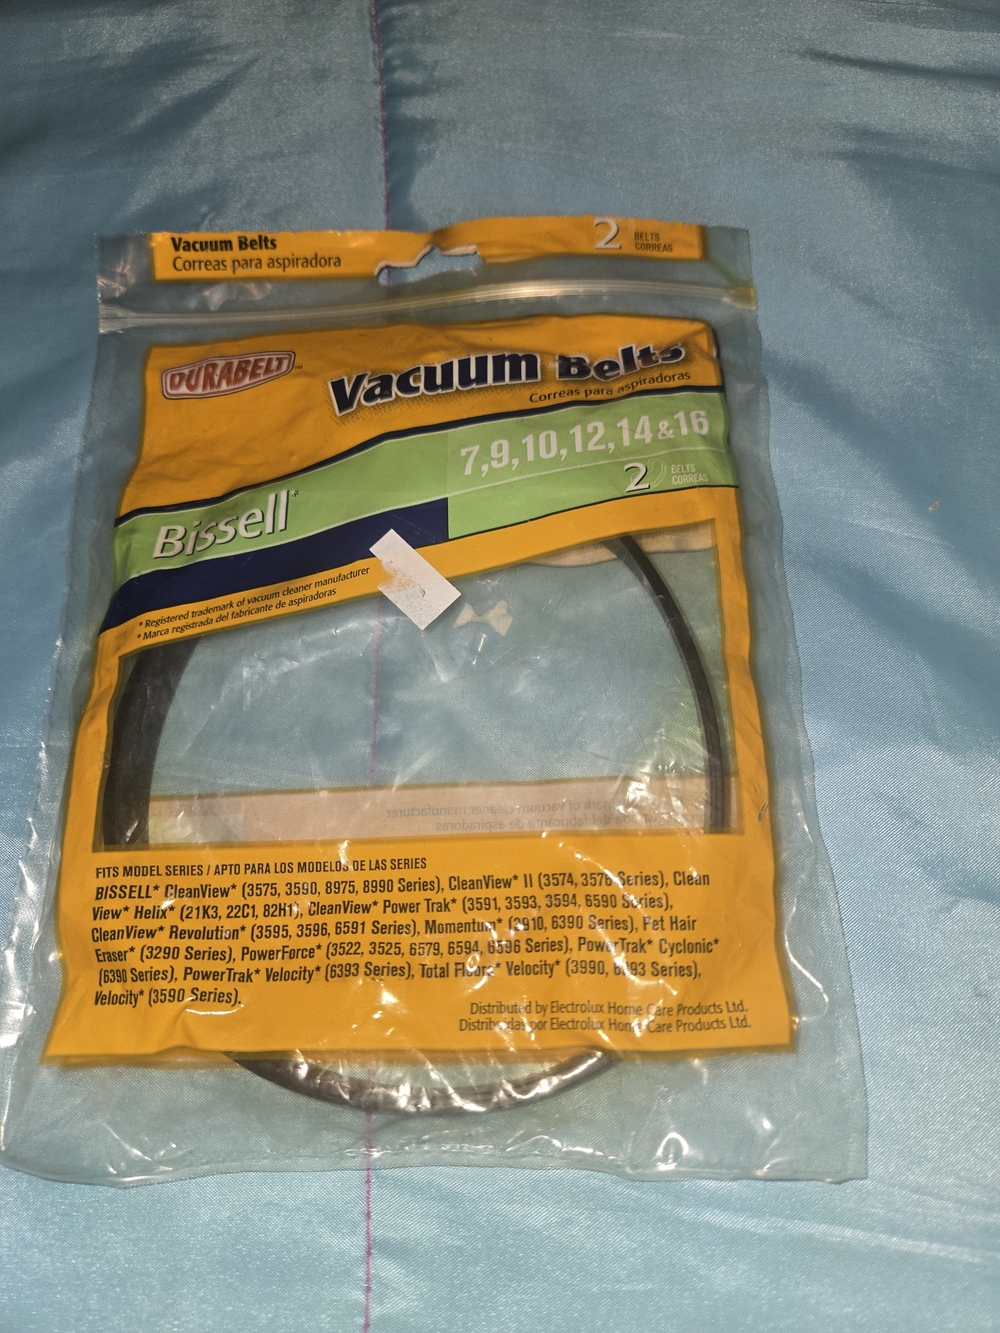 Vacuum Belts
Correas para aspiradora
2 BELTS
CORREAS
DURABELT™
Vacuum Belts
Correas para aspiradoras
7,9,10,12,14&16
2 BELTS
CORREAS
Bissell*
*Registered trademark of vacuum cleaner manufacturer
*Marca registrada del fabricante de aspiradoras
FITS MODEL SERIES / APTO PARA LOS MODELOS DE LAS SERIES
BISSELL* CleanView* (3575, 3590, 8975, 8990 Series), CleanView* II (3574, 3576 Series), Clean
View* Helix* (21K3, 22C1, 82H1), CleanView* Power Trak* (3591, 3593, 3594, 6590 Series),
CleanView* Revolution* (3595, 3596, 6591 Series), Momentum* (3910, 6390 Series), Pet Hair
Eraser* (3290 Series), PowerForce* (3522, 3525, 6579, 6594, 6596 Series), PowerTrak* Cyclonic*
(6390 Series), PowerTrak* Velocity* (6393 Series), Total Floors* Velocity* (3990, 6393 Series),
Velocity* (3590 Series).
Distributed by Electrolux Home Care Products Ltd.
Distribuidas por Electrolux Home Care Products Ltd.